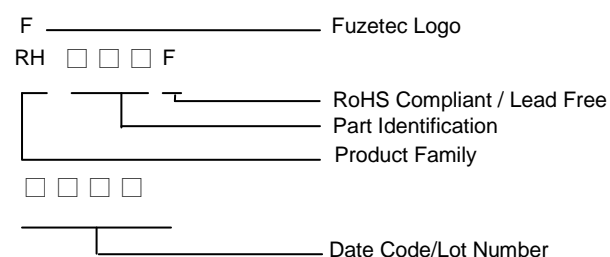 F Fuzetec Logo
RH □ □ □ F
RoHS Compliant / Lead Free
Part Identification
Product Family
□ □ □ □
Date Code/Lot Number